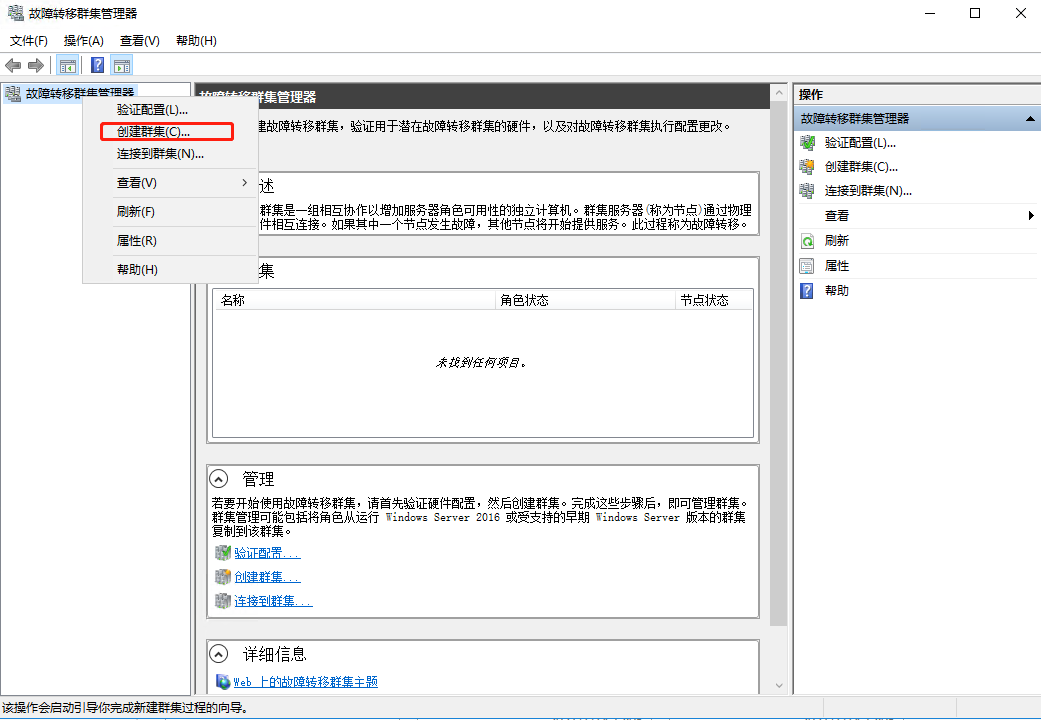 故障转移群集管理器
文件(F) 操作(A) 查看(V) 帮助(H)
故障转移群集管理器
验证配置(L)...
创建群集(C)...
连接到群集(N)...
查看(V)
刷新(F)
属性(R)
帮助(H)
故障转移群集管理器
建故障转移群集，验证用于潜在故障转移群集的硬件，以及对故障转移群集执行配置更改。
述
群集是一组相互协作以增加服务器角色可用性的独立计算机。群集服务器(称为节点)通过物理
件相互连接。如果其中一个节点发生故障，其他节点将开始提供服务。此过程称为故障转移。
集
名称 角色状态 节点状态
未找到任何项目。
管理
若要开始使用故障转移群集，请首先验证硬件配置，然后创建群集。完成这些步骤后，即可管理群集。
群集管理可能包括将角色从运行 Windows Server 2016 或受支持的早期 Windows Server 版本的群集
复制到该群集。
验证配置...
创建群集...
连接到群集...
详细信息
Web 上的故障转移群集主题
操作
故障转移群集管理器
验证配置(L)...
创建群集(C)...
连接到群集(N)...
查看
刷新
属性
帮助
该操作会启动引导你完成新建群集过程的向导。